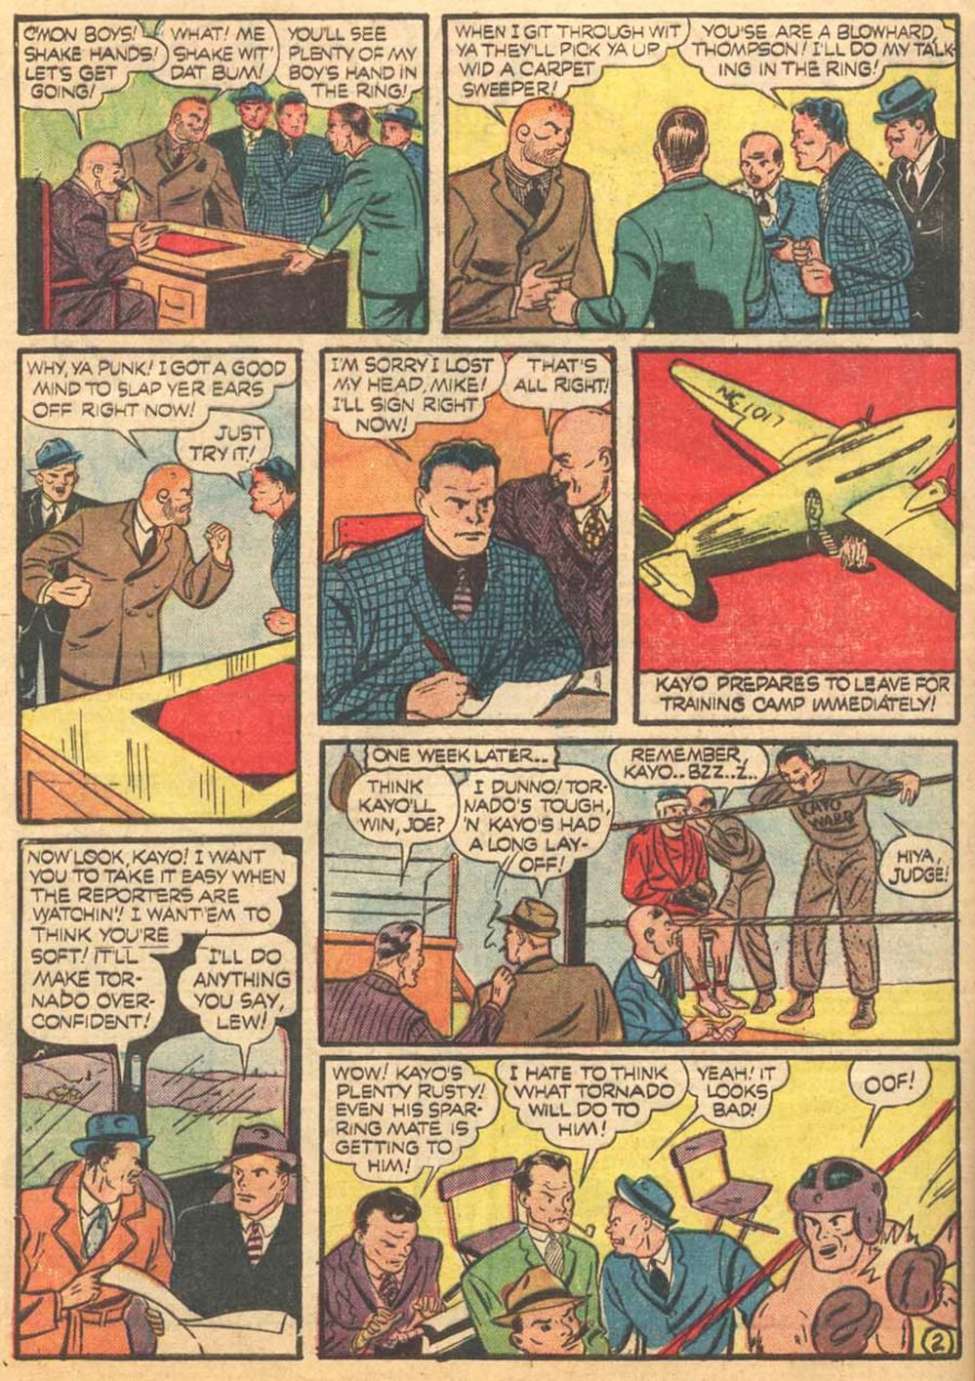 C'MON BOYS!
SHAKE HANDS!
LET'S GET
GOING!
WHAT! ME
SHAKE WIT'
DAT BUM!
YOU'LL SEE
PLENTY OF MY
BOY'S HAND IN
THE RING!
WHEN I GIT THROUGH WIT
YA THEY'LL PICK YA UP
WID A CARPET
SWEEPER!
YOU'SE ARE A BLOWHARD,
THOMPSON! I'LL DO MY TALK-
ING IN THE RING!
WHY, YA PUNK! I GOT A GOOD
MIND TO SLAP YER EARS
OFF RIGHT NOW!
JUST
TRY IT!
I'M SORRY I LOST
MY HEAD, MIKE!
I'LL SIGN RIGHT
NOW!
THAT'S
ALL RIGHT!
NC1017
KAYO PREPARES TO LEAVE FOR
TRAINING CAMP IMMEDIATELY!
NOW LOOK, KAYO! I WANT
YOU TO TAKE IT EASY WHEN
THE REPORTERS ARE
WATCHIN'! I WANT 'EM TO
THINK YOU'RE
SOFT! IT'LL
MAKE TOR-
NADO OVER-
CONFIDENT!
I'LL DO
ANYTHING
YOU SAY,
LEW!
ONE WEEK LATER..
THINK
KAYO'LL
WIN, JOE?
I DUNNO! TOR-
NADO'S TOUGH,
'N KAYO'S HAD
A LONG LAY-
OFF!
REMEMBER,
KAYO..BZZ..Z..
KAYO
WARD
HIYA,
JUDGE!
WOW! KAYO'S
PLENTY RUSTY!
EVEN HIS SPAR-
RING MATE IS
GETTING TO
HIM!
I HATE TO THINK
WHAT TORNADO
WILL DO TO
HIM!
YEAH! IT
LOOKS
BAD!
OOF!
2